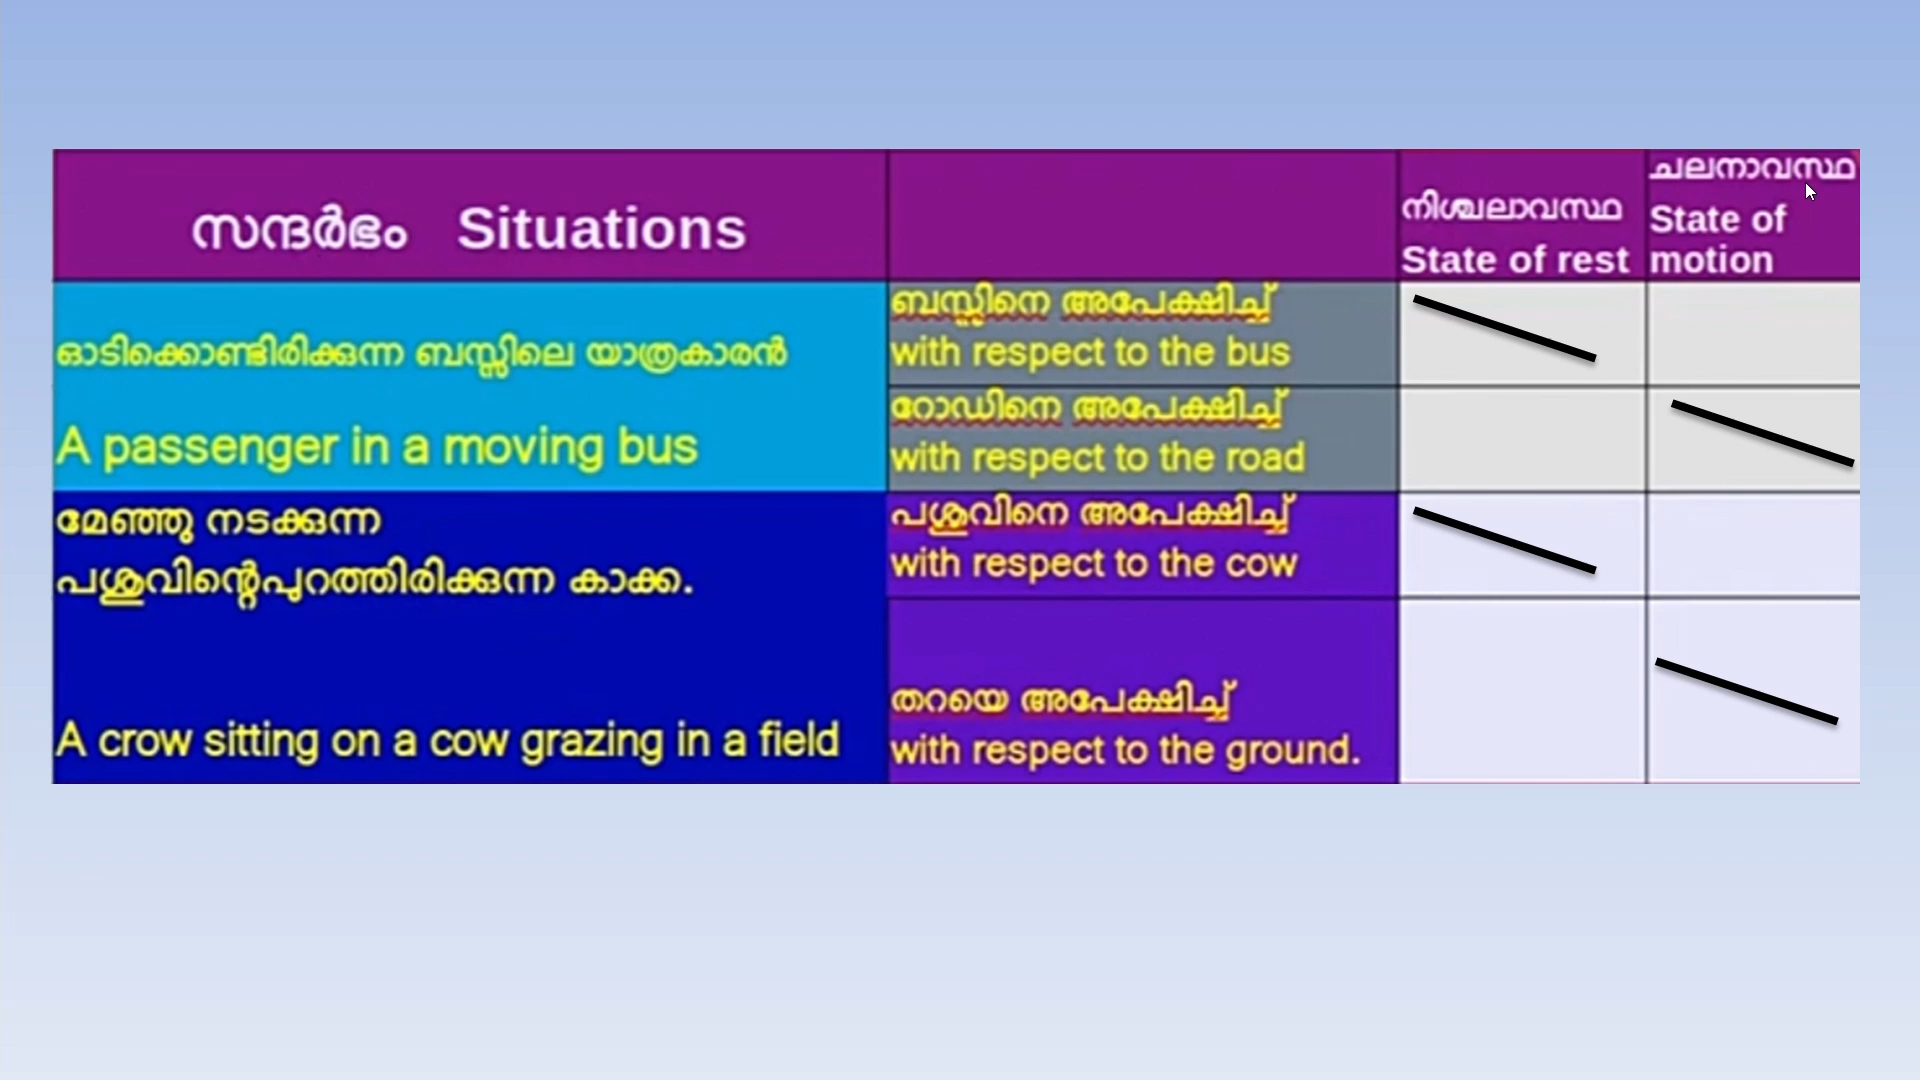 സന്ദർഭം Situations
നിശ്ചലാവസ്ഥ
State of rest
ചലനാവസ്ഥ
State of
motion
ഓടിക്കൊണ്ടിരിക്കുന്ന ബസ്സിലെ യാത്രകാരൻ
A passenger in a moving bus
ബസ്സിനെ അപേക്ഷിച്ച്
with respect to the bus
റോഡിനെ അപേക്ഷിച്ച്
with respect to the road
മേഞ്ഞു നടക്കുന്ന
പശുവിന്റെപുറത്തിരിക്കുന്ന കാക്ക.
A crow sitting on a cow grazing in a field
പശുവിനെ അപേക്ഷിച്ച്
with respect to the cow
തറയെ അപേക്ഷിച്ച്
with respect to the ground.